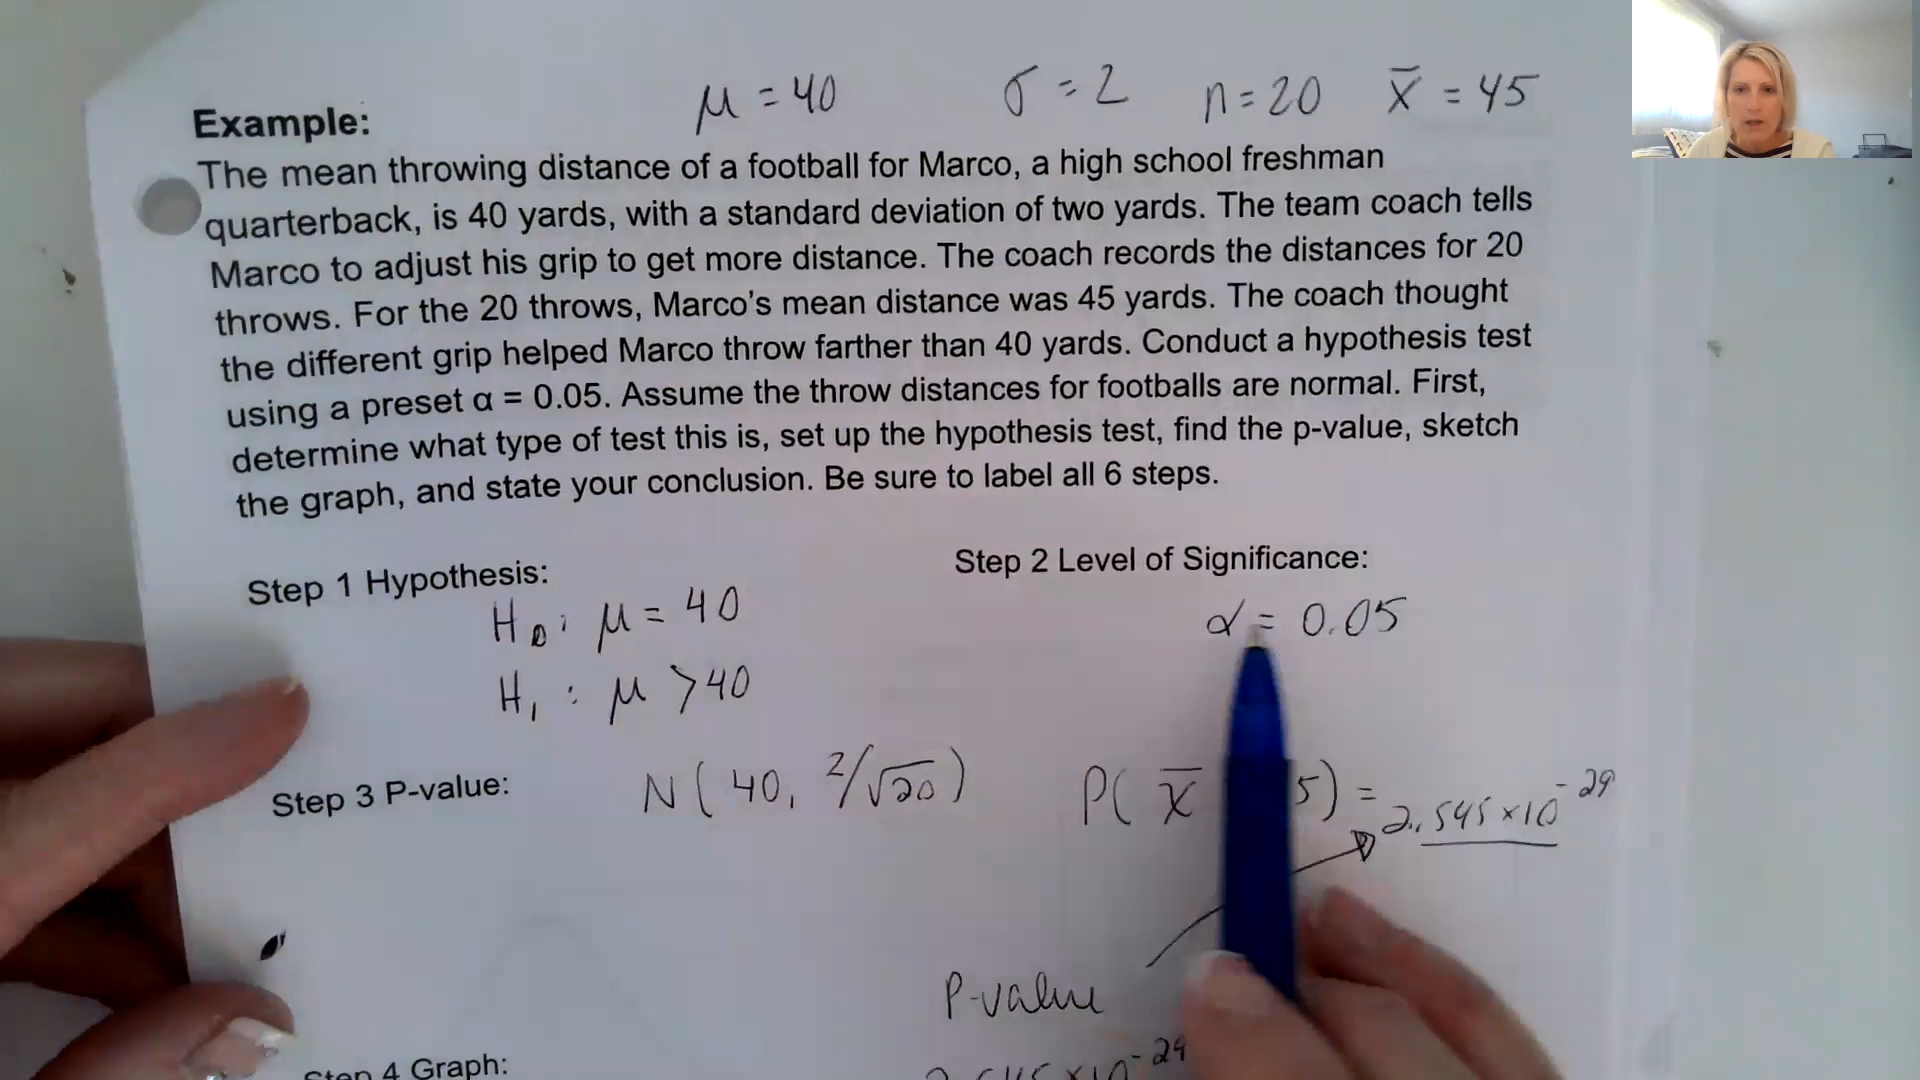 μ = 40 σ = 2 n = 20 x̄ = 45
Example:
The mean throwing distance of a football for Marco, a high school freshman
quarterback, is 40 yards, with a standard deviation of two yards. The team coach tells
Marco to adjust his grip to get more distance. The coach records the distances for 20
throws. For the 20 throws, Marco's mean distance was 45 yards. The coach thought
the different grip helped Marco throw farther than 40 yards. Conduct a hypothesis test
using a preset α = 0.05. Assume the throw distances for footballs are normal. First,
determine what type of test this is, set up the hypothesis test, find the p-value, sketch
the graph, and state your conclusion. Be sure to label all 6 steps.
Step 1 Hypothesis:
H₀: μ = 40
H₁: μ > 40
Step 2 Level of Significance:
α = 0.05
Step 3 P-value:
N(40, 2/√20)
P(x̄ 5) = 2.545 × 10⁻²⁹
P-value
Step 4 Graph: